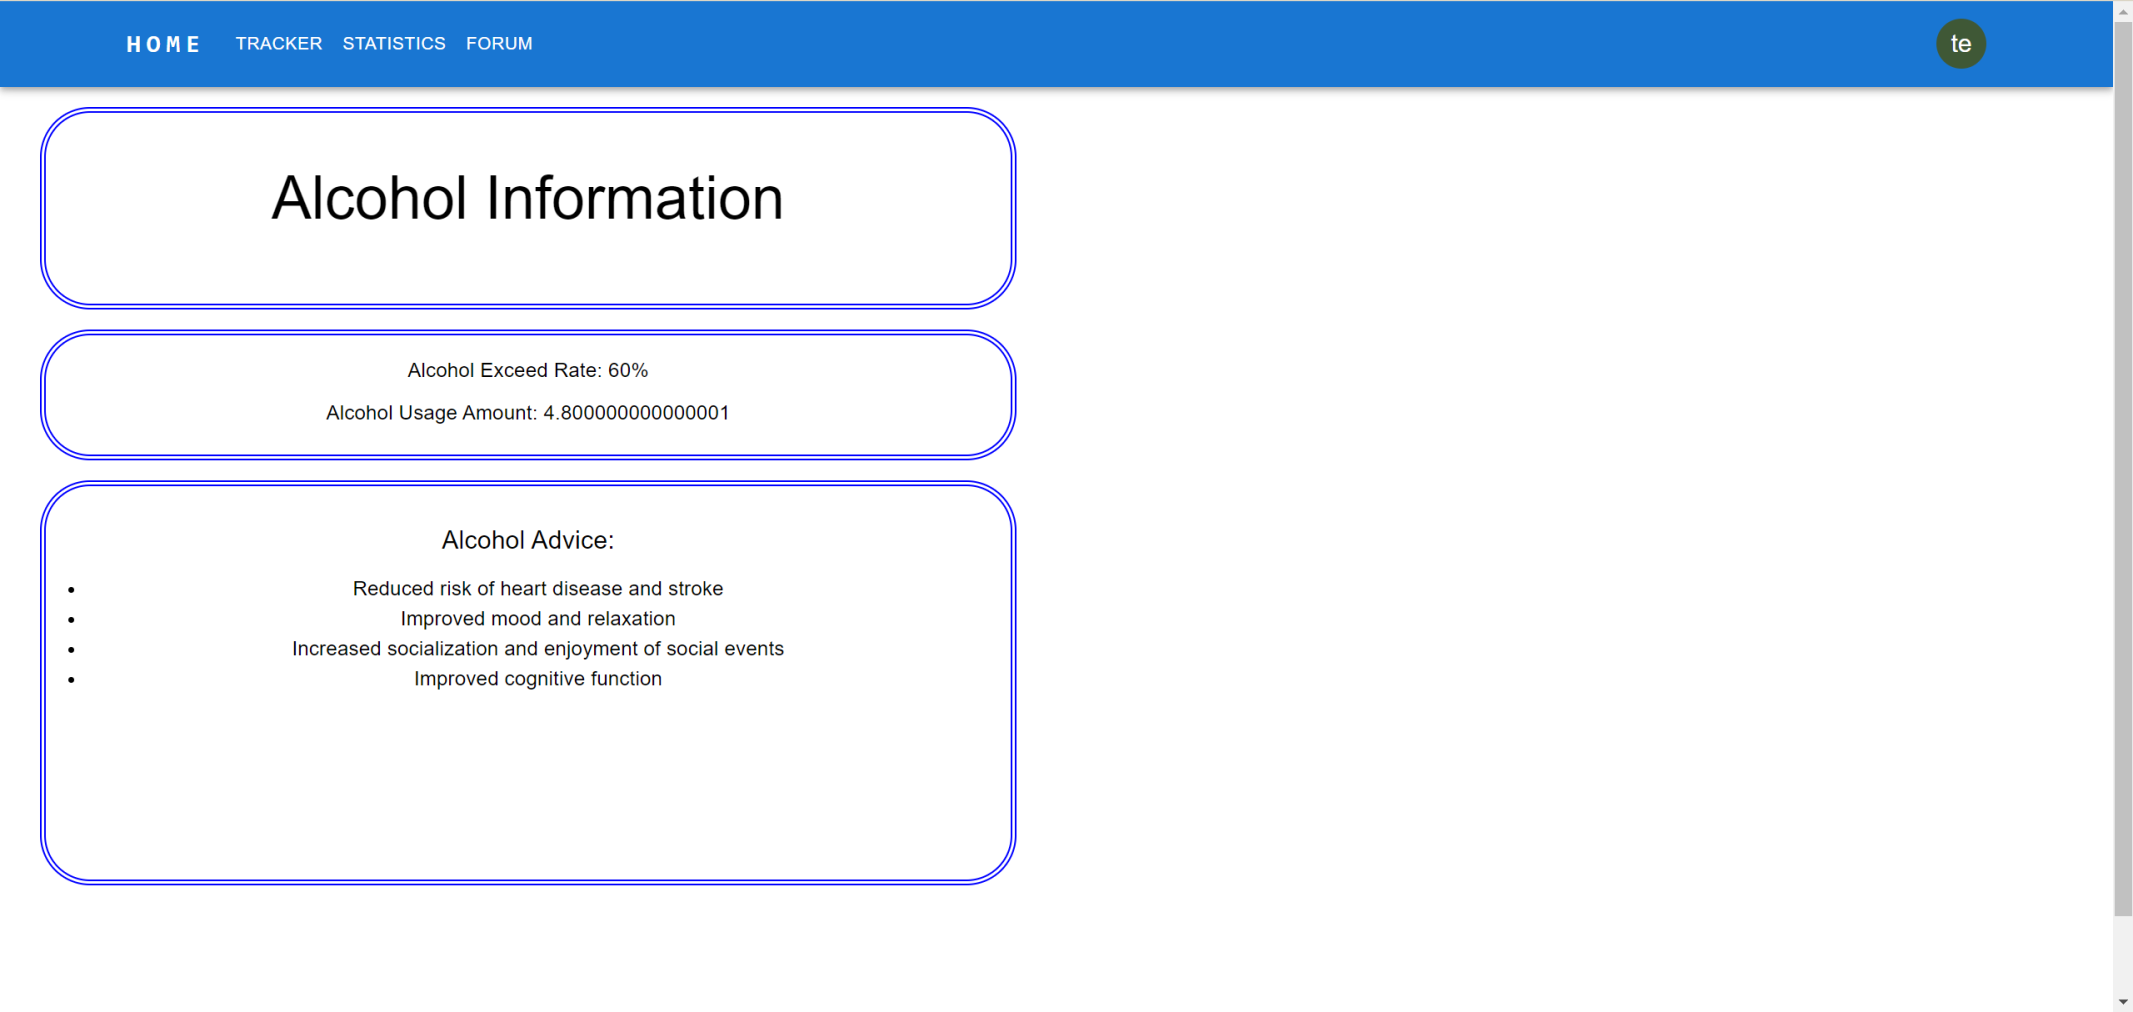 HOME TRACKER STATISTICS FORUM te
Alcohol Information
Alcohol Exceed Rate: 60%
Alcohol Usage Amount: 4.800000000000001
Alcohol Advice:
Reduced risk of heart disease and stroke
Improved mood and relaxation
Increased socialization and enjoyment of social events
Improved cognitive function